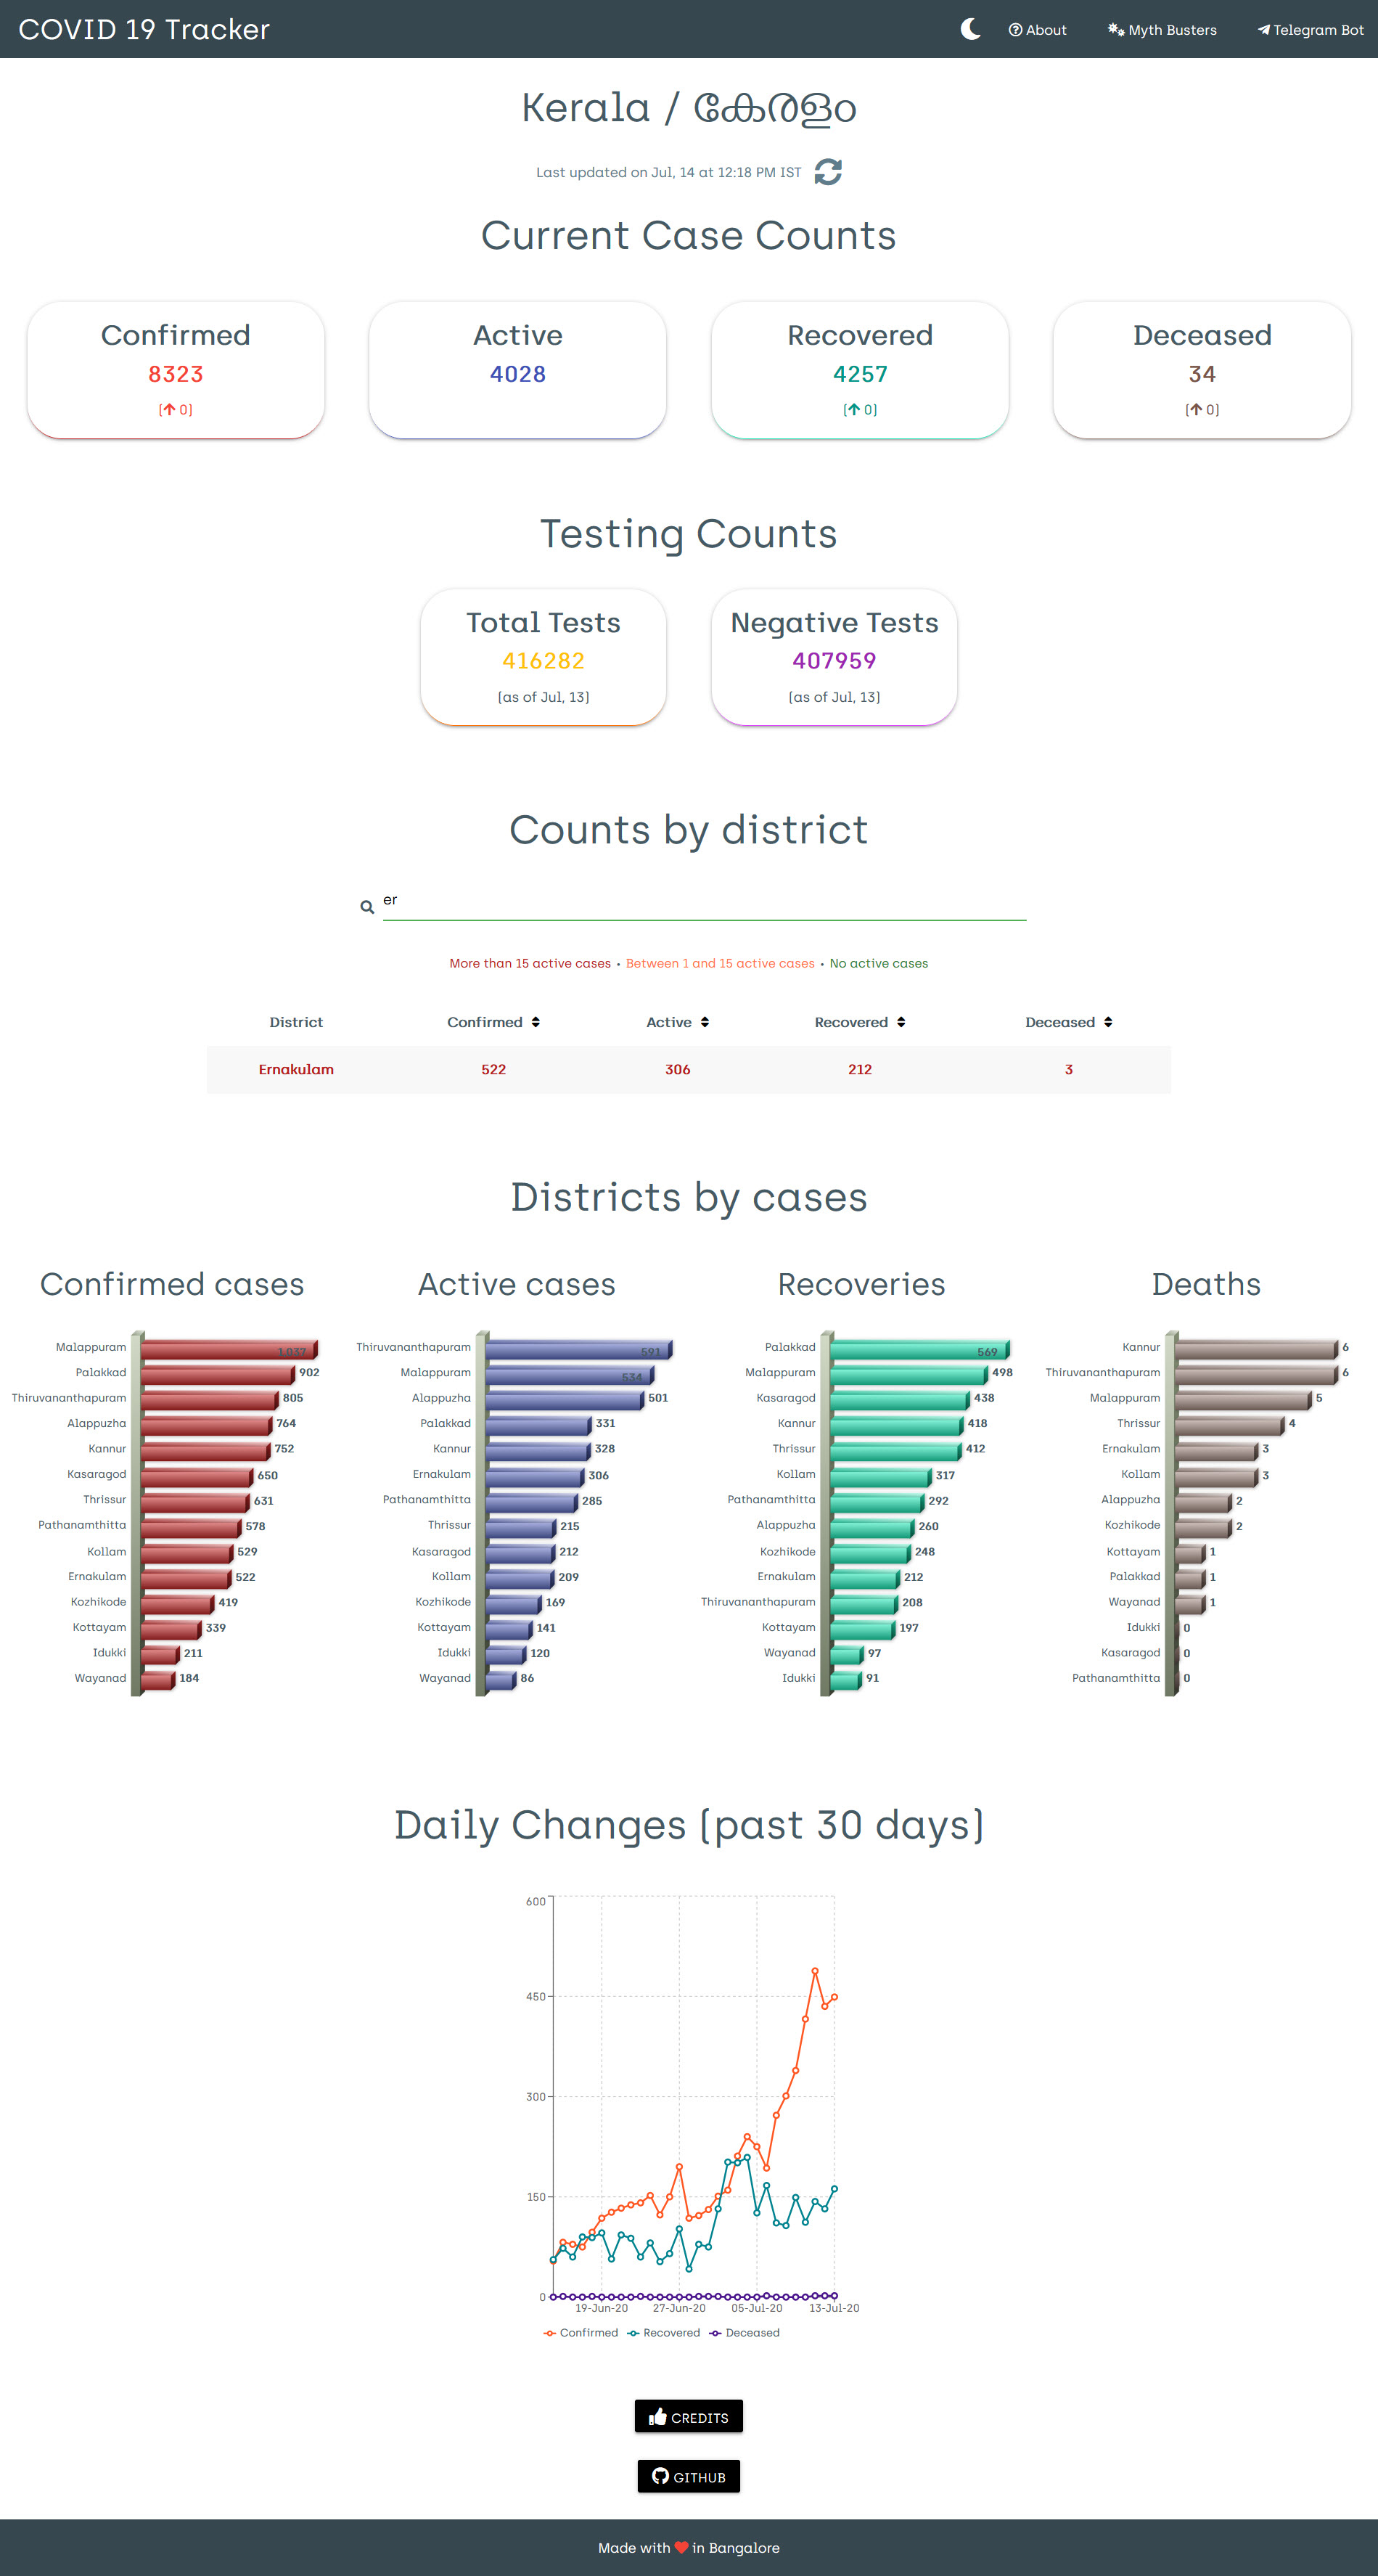 COVID 19 Tracker
About
Myth Busters
Telegram Bot
Kerala / കേരളം
Last updated on Jul, 14 at 12:18 PM IST
Current Case Counts
Confirmed
8323
(↑ 0)
Active
4028
Recovered
4257
(↑ 0)
Deceased
34
(↑ 0)
Testing Counts
Total Tests
416282
(as of Jul, 13)
Negative Tests
407959
(as of Jul, 13)
Counts by district
er
More than 15 active cases • Between 1 and 15 active cases • No active cases
District Confirmed Active Recovered Deceased
Ernakulam 522 306 212 3
Districts by cases
Confirmed cases
Malappuram 1 037
Palakkad 902
Thiruvananthapuram 805
Alappuzha 764
Kannur 752
Kasaragod 650
Thrissur 631
Pathanamthitta 578
Kollam 529
Ernakulam 522
Kozhikode 419
Kottayam 339
Idukki 211
Wayanad 184
Active cases
Thiruvananthapuram 591
Malappuram 534
Alappuzha 501
Palakkad 331
Kannur 328
Ernakulam 306
Pathanamthitta 285
Thrissur 215
Kasaragod 212
Kollam 209
Kozhikode 169
Kottayam 141
Idukki 120
Wayanad 86
Recoveries
Palakkad 569
Malappuram 498
Kasaragod 438
Kannur 418
Thrissur 412
Kollam 317
Pathanamthitta 292
Alappuzha 260
Kozhikode 248
Ernakulam 212
Thiruvananthapuram 208
Kottayam 197
Wayanad 97
Idukki 91
Deaths
Kannur 6
Thiruvananthapuram 6
Malappuram 5
Thrissur 4
Ernakulam 3
Kollam 3
Alappuzha 2
Kozhikode 2
Kottayam 1
Palakkad 1
Wayanad 1
Idukki 0
Kasaragod 0
Pathanamthitta 0
Daily Changes (past 30 days)
600
450
300
150
0
19-Jun-20 27-Jun-20 05-Jul-20 13-Jul-20
Confirmed Recovered Deceased
CREDITS
GITHUB
Made with ❤ in Bangalore